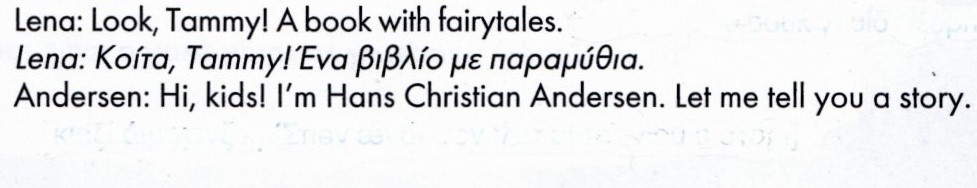 Lena: Look, Tammy! A book with fairytales.
Lena: Κοίτα, Tammy! Ένα βιβλίο με παραμύθια.
Andersen: Hi, kids! I'm Hans Christian Andersen. Let me tell you a story.